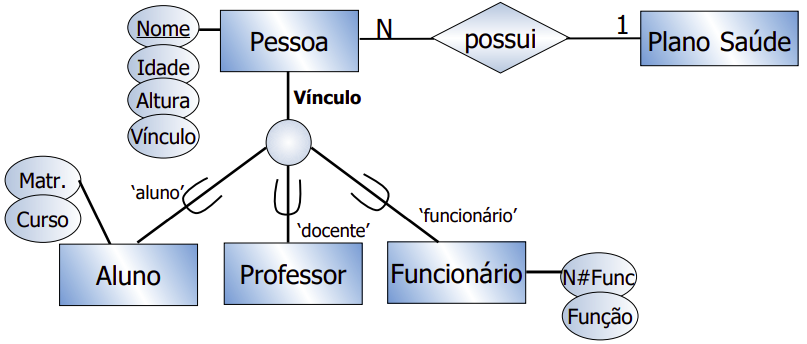 Nome
Idade
Altura
Vínculo
Pessoa
N
possui
1
Plano Saúde
Vínculo
Matr.
Curso
'aluno'
'docente'
'funcionário'
Aluno
Professor
Funcionário
N#Func
Função